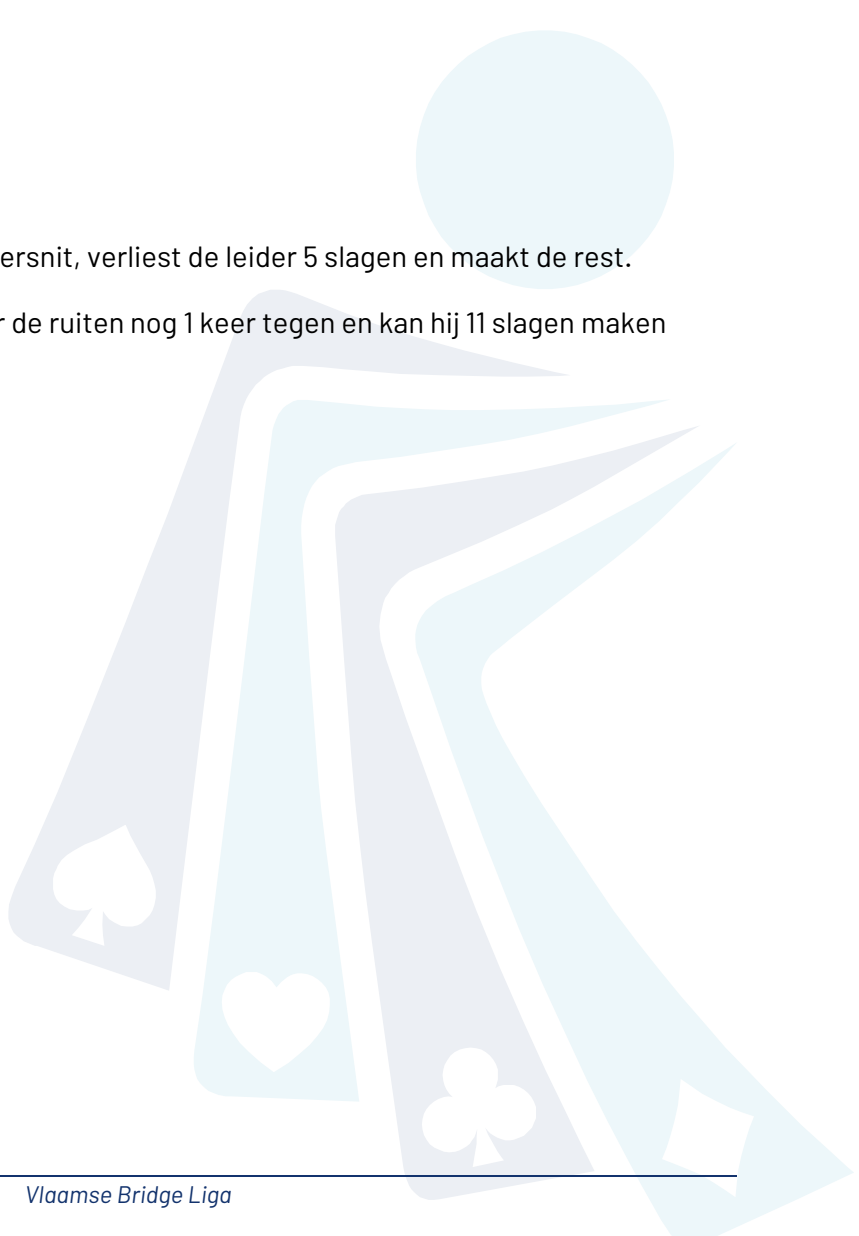 ersnit, verliest de leider 5 slagen en maakt de rest.
de ruiten nog 1 keer tegen en kan hij 11 slagen maken
Vlaamse Bridge Liga